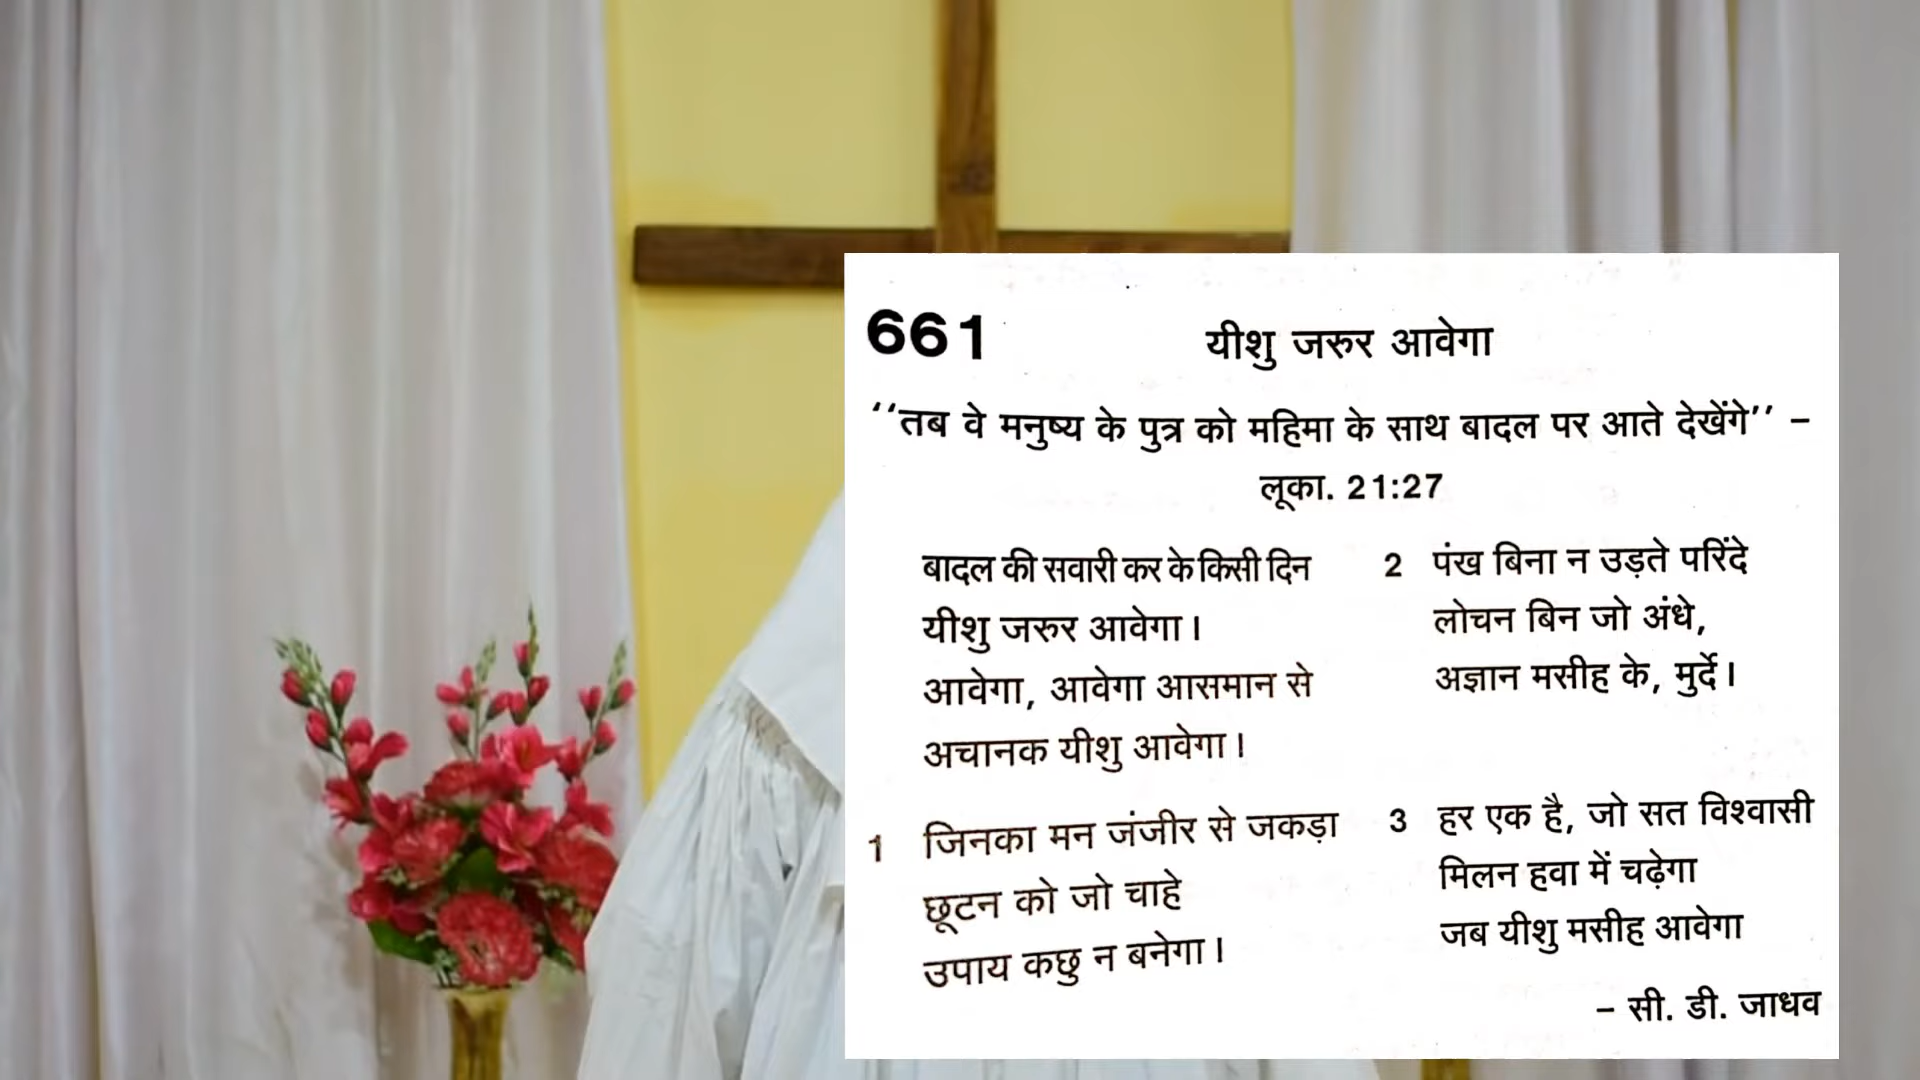 661 यीशु जरुर आवेगा
‘‘तब वे मनुष्य के पुत्र को महिमा के साथ बादल पर आते देखेंगे’’ –
लूका. 21:27
बादल की सवारी कर के किसी दिन
यीशु जरुर आवेगा।
आवेगा, आवेगा आसमान से
अचानक यीशु आवेगा।
1 जिनका मन जंजीर से जकड़ा
छूटन को जो चाहे
उपाय कछु न बनेगा।
2 पंख बिना न उड़ते परिंदे
लोचन बिन जो अंधे,
अज्ञान मसीह के, मुर्दे।
3 हर एक है, जो सत विश्वासी
मिलन हवा में चढ़ेगा
जब यीशु मसीह आवेगा
– सी. डी. जाधव